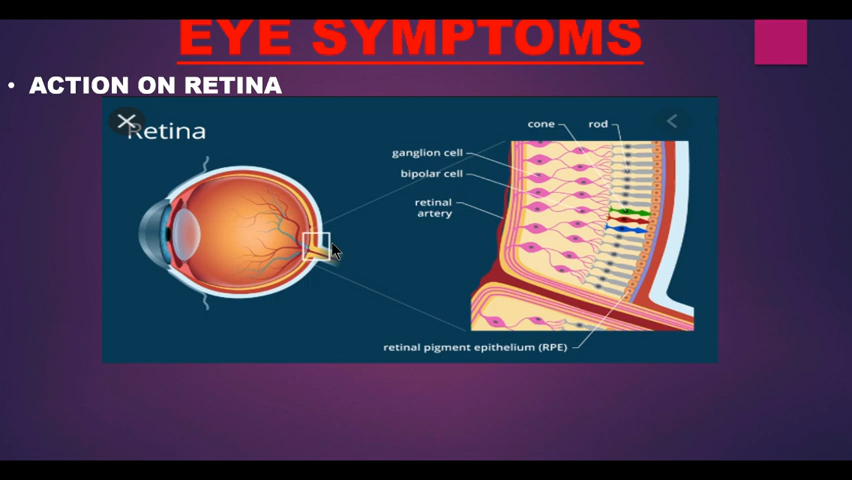 EYE SYMPTOMS
• ACTION ON RETINA
Retina
cone
rod
ganglion cell
bipolar cell
retinal
artery
retinal pigment epithelium (RPE)